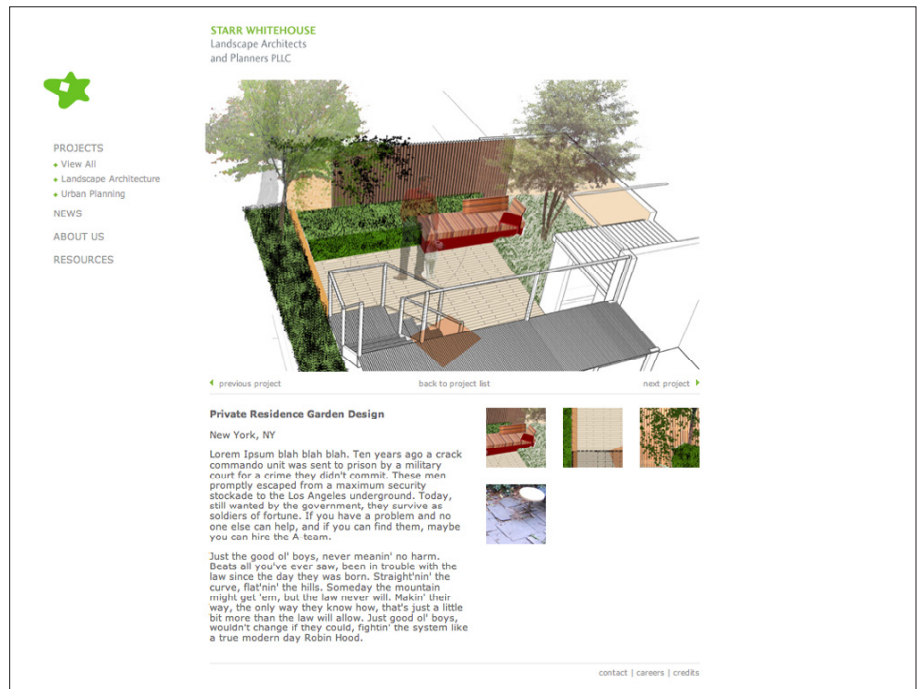 STARR WHITEHOUSE
Landscape Architects
and Planners PLLC
PROJECTS
View All
Landscape Architecture
Urban Planning
NEWS
ABOUT US
RESOURCES
previous project
back to project list
next project
Private Residence Garden Design
New York, NY
Lorem Ipsum blah blah blah. Ten years ago a crack
commando unit was sent to prison by a military
court for a crime they didn't commit. These men
promptly escaped from a maximum security
stockade to the Los Angeles underground. Today,
still wanted by the government, they survive as
soldiers of fortune. If you have a problem and no
one else can help, and if you can find them, maybe
you can hire the A-team.
Just the good ol' boys, never meanin' no harm.
Beats all you've ever saw, been in trouble with the
law since the day they was born. Straight'nin' the
curve, flat'nin' the hills. Someday the mountain
might get 'em, but the law never will. Makin' their
way, the only way they know how, that's just a little
bit more than the law will allow. Just good ol' boys,
wouldn't change if they could, fightin' the system like
a true modern day Robin Hood.
contact | careers | credits